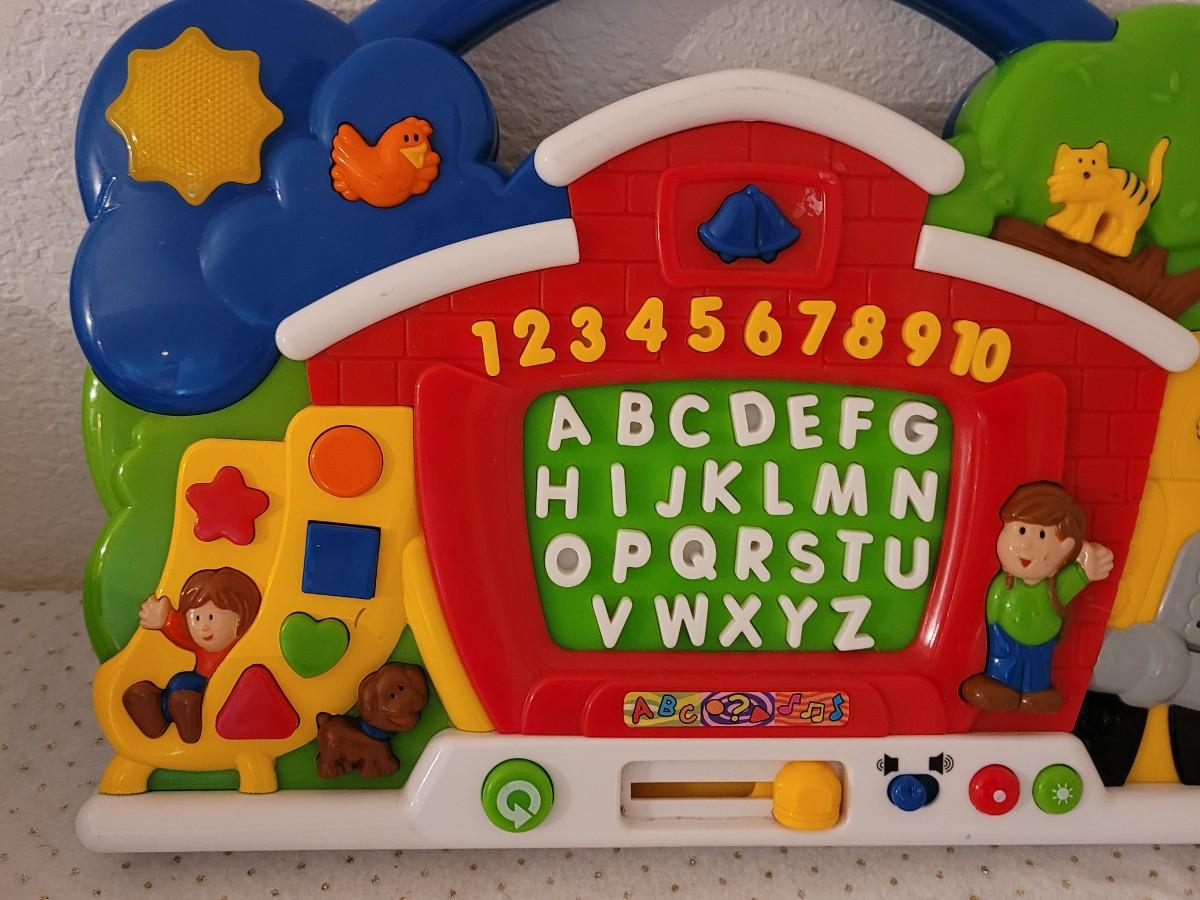 12345678910
ABCDEFG
HIJKLMN
OPQRSTU
VWXYZ
ABC ?